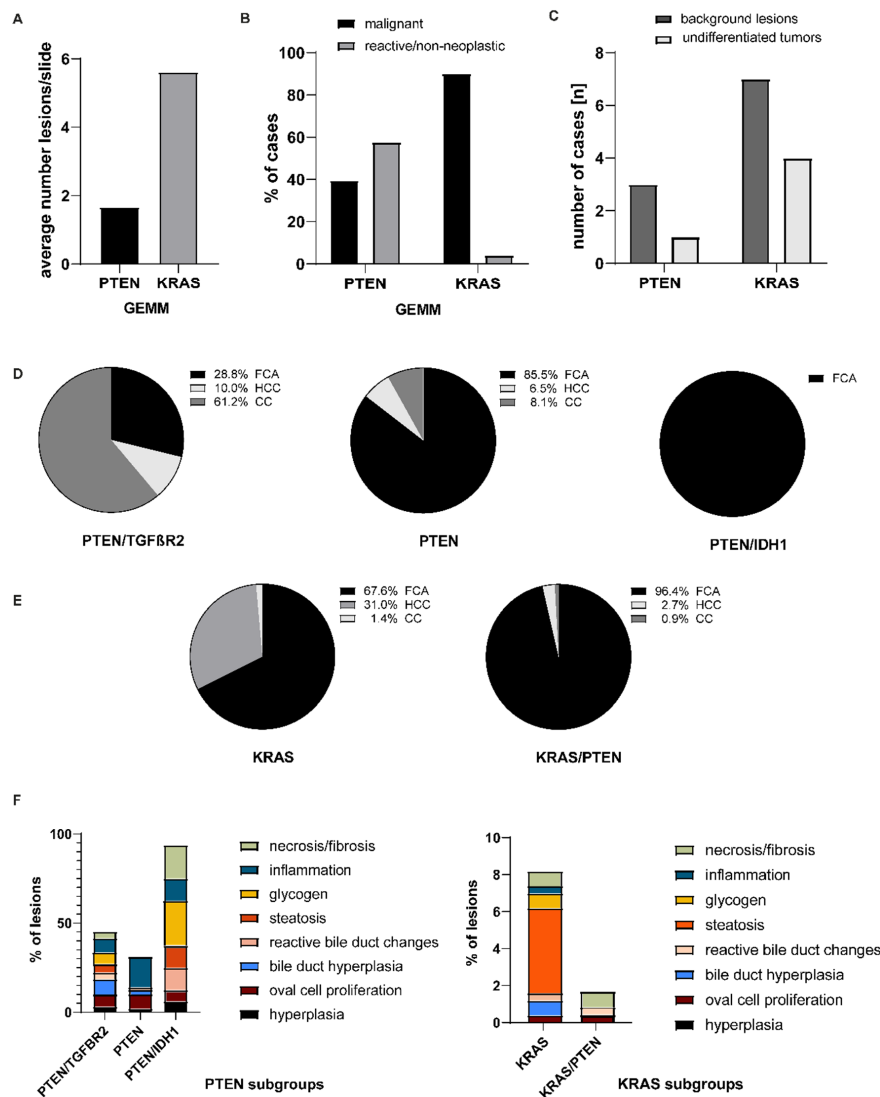 A
average number lesions/slide
6
4
2
0
PTEN KRAS
GEMM
B
malignant
reactive/non-neoplastic
% of cases
100
80
60
40
20
0
PTEN KRAS
GEMM
C
background lesions
undifferentiated tumors
number of cases [n]
8
6
4
2
0
PTEN KRAS
D
28.8% FCA
10.0% HCC
61.2% CC
PTEN/TGFßR2
85.5% FCA
6.5% HCC
8.1% CC
PTEN
FCA
PTEN/IDH1
E
67.6% FCA
31.0% HCC
1.4% CC
KRAS
96.4% FCA
2.7% HCC
0.9% CC
KRAS/PTEN
F
% of lesions
100
50
0
PTEN/TGFBR2
PTEN
PTEN/IDH1
PTEN subgroups
necrosis/fibrosis
inflammation
glycogen
steatosis
reactive bile duct changes
bile duct hyperplasia
oval cell proliferation
hyperplasia
% of lesions
10
8
6
4
2
0
KRAS
KRAS/PTEN
KRAS subgroups
necrosis/fibrosis
inflammation
glycogen
steatosis
reactive bile duct changes
bile duct hyperplasia
oval cell proliferation
hyperplasia